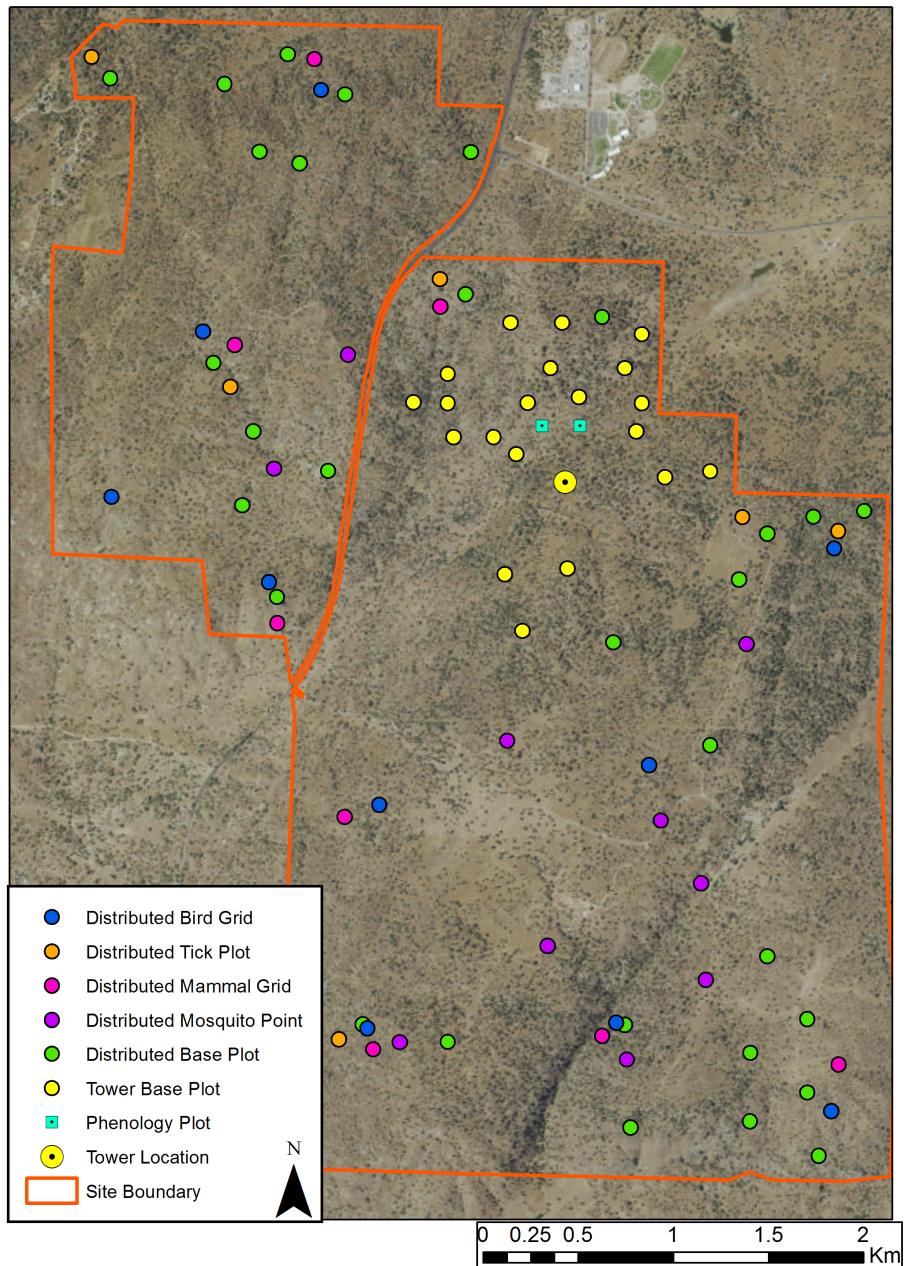 Distributed Bird Grid
Distributed Tick Plot
Distributed Mammal Grid
Distributed Mosquito Point
Distributed Base Plot
Tower Base Plot
Phenology Plot
Tower Location
Site Boundary
N
0 0.25 0.5 1 1.5 2
Km